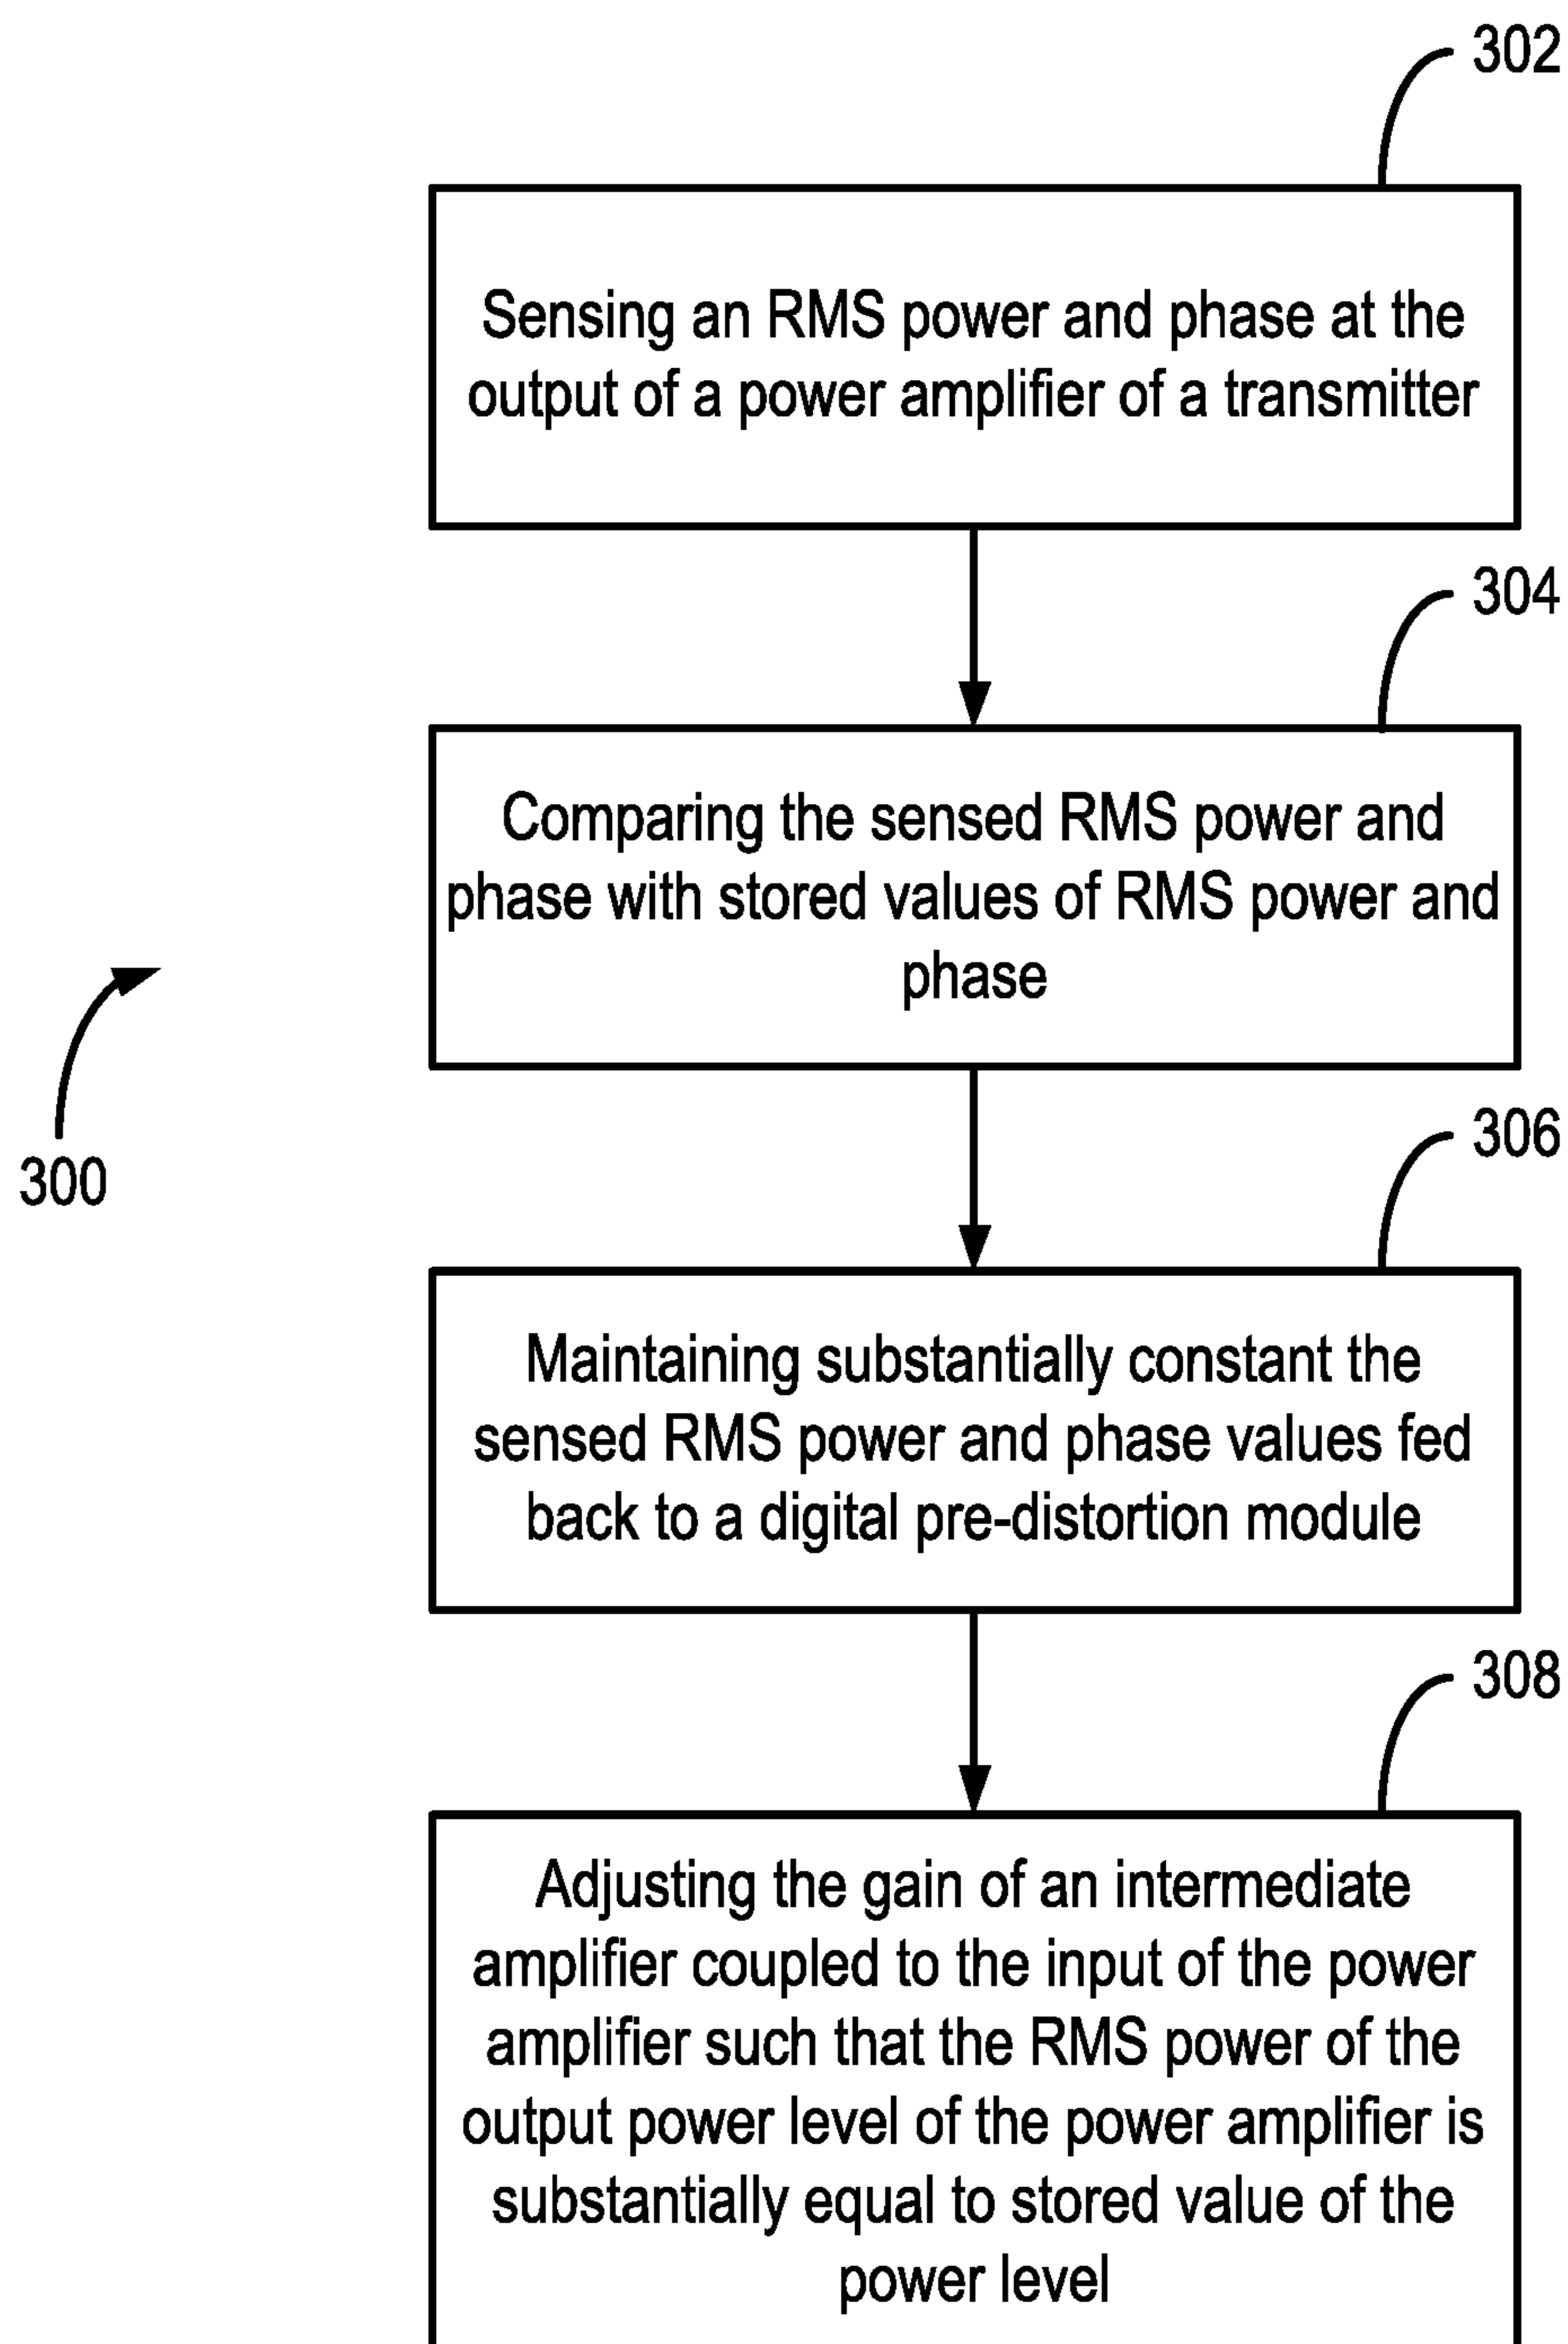 302
Sensing an RMS power and phase at the
output of a power amplifier of a transmitter
304
Comparing the sensed RMS power and
phase with stored values of RMS power and
phase
300
306
Maintaining substantially constant the
sensed RMS power and phase values fed
back to a digital pre-distortion module
308
Adjusting the gain of an intermediate
amplifier coupled to the input of the power
amplifier such that the RMS power of the
output power level of the power amplifier is
substantially equal to stored value of the
power level